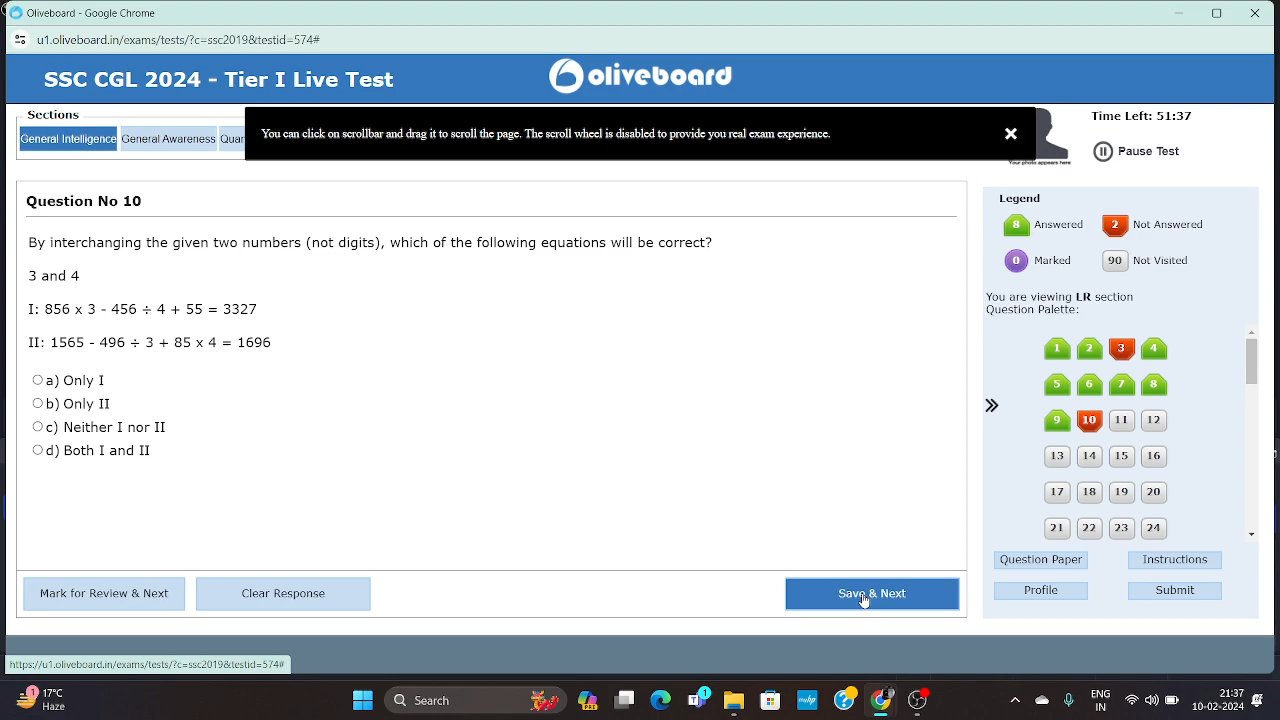 Oliveboard - Google Chrome
u1.oliveboard.in/exams/tests/?c=ssc2019&testid=574#
SSC CGL 2024 - Tier I Live Test
oliveboard
Sections
General Intelligence
General Awareness
Quan
You can click on scrollbar and drag it to scroll the page. The scroll wheel is disabled to provide you real exam experience.
Your photo appears here
Time Left: 51:37
Pause Test
Question No 10
By interchanging the given two numbers (not digits), which of the following equations will be correct?
3 and 4
I: 856 x 3 - 456 ÷ 4 + 55 = 3327
II: 1565 - 496 ÷ 3 + 85 x 4 = 1696
a) Only I
b) Only II
c) Neither I nor II
d) Both I and II
Mark for Review & Next
Clear Response
Save & Next
Legend
8 Answered
2 Not Answered
0 Marked
90 Not Visited
You are viewing LR section
Question Palette:
1 2 3 4
5 6 7 8
9 10 11 12
13 14 15 16
17 18 19 20
21 22 23 24
Question Paper
Instructions
Profile
Submit
https://u1.oliveboard.in/exams/tests/?c=ssc2019&testid=574#
1
17°C
Haze
Search
1
ENG
IN
21:37
10-02-2024